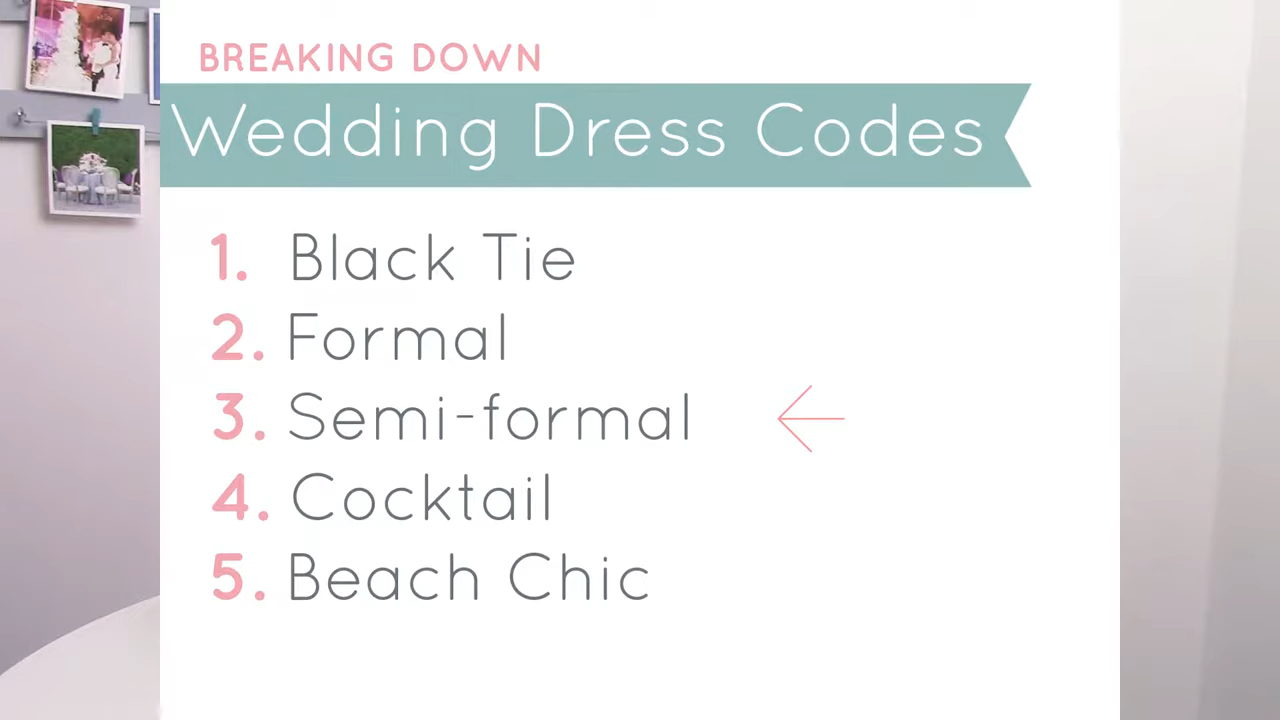 BREAKING DOWN
Wedding Dress Codes
1. Black Tie
2. Formal
3. Semi-formal
4. Cocktail
5. Beach Chic